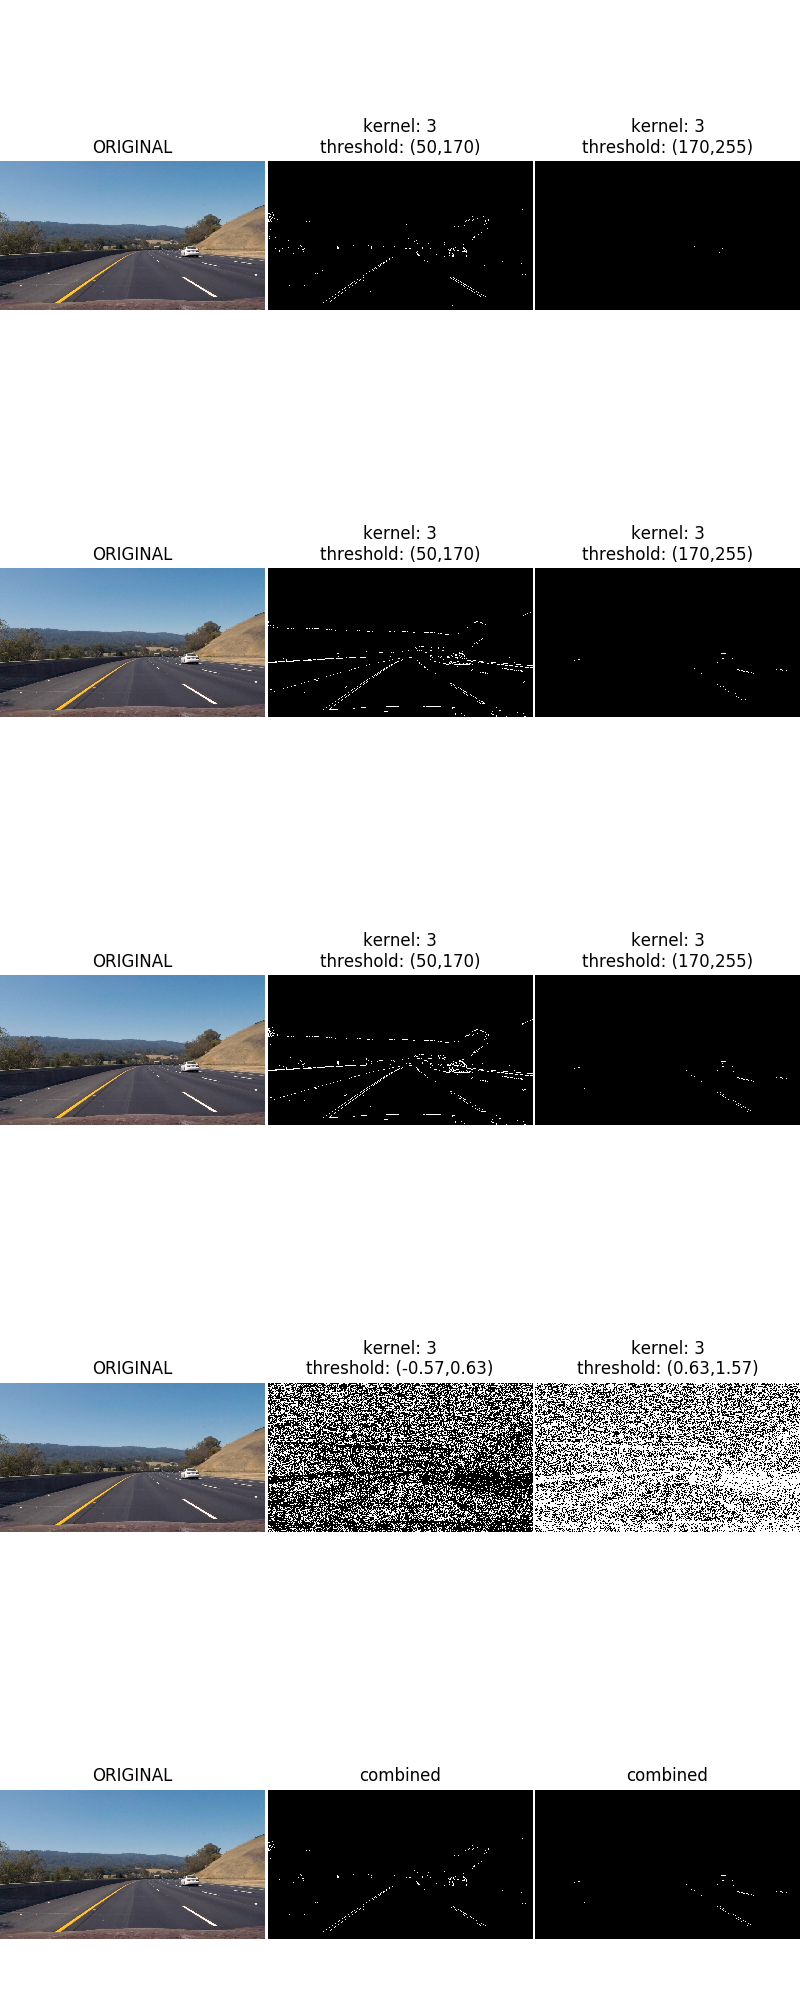 ORIGINAL
kernel: 3
threshold: (50,170)
kernel: 3
threshold: (170,255)
ORIGINAL
kernel: 3
threshold: (50,170)
kernel: 3
threshold: (170,255)
ORIGINAL
kernel: 3
threshold: (50,170)
kernel: 3
threshold: (170,255)
ORIGINAL
kernel: 3
threshold: (-0.57,0.63)
kernel: 3
threshold: (0.63,1.57)
ORIGINAL
combined
combined